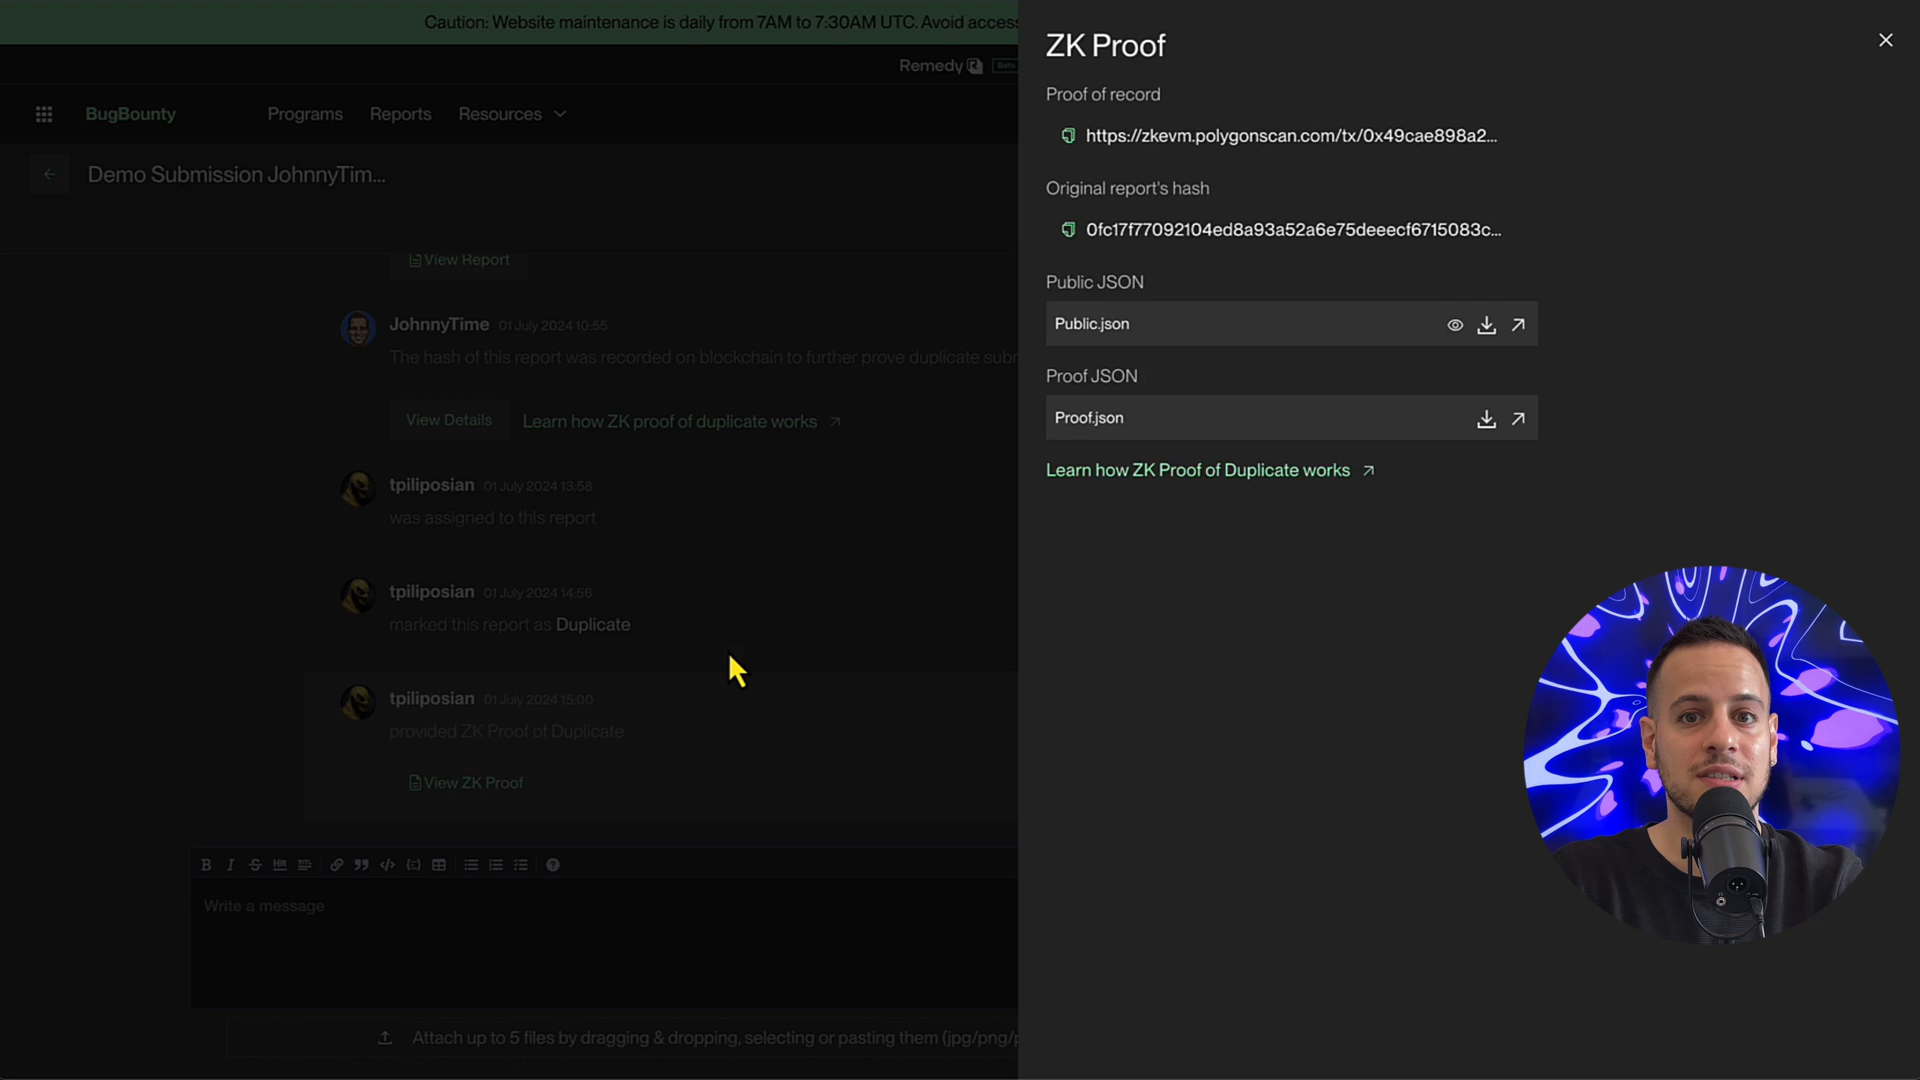 Caution: Website maintenance is daily from 7AM to 7:30AM UTC. Avoid access
Remedy
Beta
BugBounty
Programs
Reports
Resources
Demo Submission JohnnyTim...
View Report
JohnnyTime 01 July 2024 10:55
The hash of this report was recorded on blockchain to further prove duplicate subm
View Details
Learn how ZK proof of duplicate works
tpiliposian 01 July 2024 13:58
was assigned to this report
tpiliposian 01 July 2024 14:56
marked this report as Duplicate
tpiliposian 01 July 2024 15:00
provided ZK Proof of Duplicate
View ZK Proof
Write a message
Attach up to 5 files by dragging & dropping, selecting or pasting them (jpg/png/p
ZK Proof
Proof of record
https://zkevm.polygonscan.com/tx/0x49cae898a2...
Original report's hash
0fc17f77092104ed8a93a52a6e75deeecf6715083c...
Public JSON
Public.json
Proof JSON
Proof.json
Learn how ZK Proof of Duplicate works